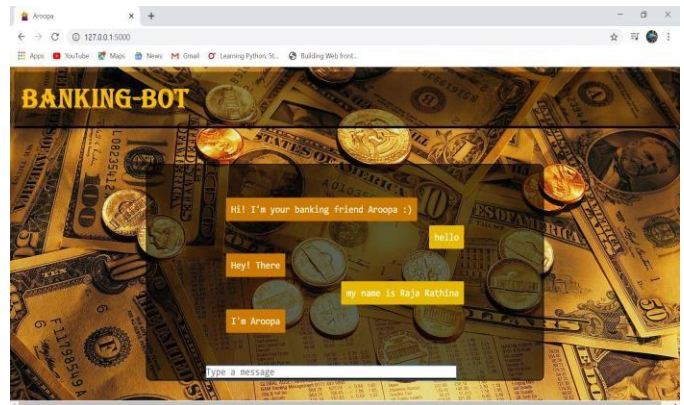 Aroopa
127.0.0.1:5000
Apps YouTube Maps News Gmail Learning Python, St... Building Web front...
BANKING-BOT
Hi! I'm your banking friend Aroopa :)
hello
Hey! There
my name is Raja Rathina
I'm Aroopa
Type a message